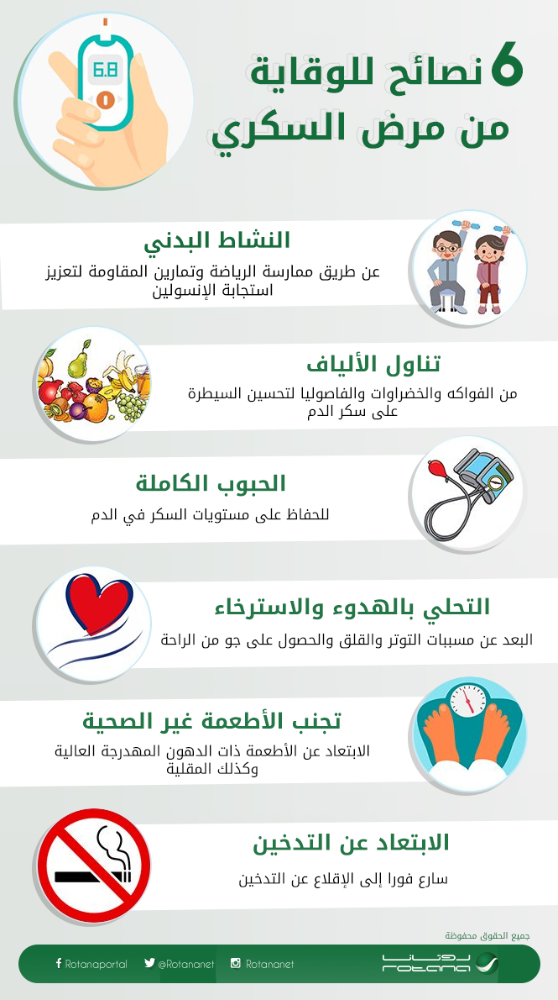 6 نصائح للوقاية
من مرض السكري
6.8
النشاط البدني
عن طريق ممارسة الرياضة وتمارين المقاومة لتعزيز
استجابة الإنسولين
تناول الألياف
من الفواكه والخضراوات والفاصوليا لتحسين السيطرة
على سكر الدم
الحبوب الكاملة
للحفاظ على مستويات السكر في الدم
التحلي بالهدوء والاسترخاء
البعد عن مسببات التوتر والقلق والحصول على جو من الراحة
تجنب الأطعمة غير الصحية
الابتعاد عن الأطعمة ذات الدهون المهدرجة العالية
وكذلك المقلية
الابتعاد عن التدخين
سارع فورا إلى الإقلاع عن التدخين
جميع الحقوق محفوظة
Rotanaportal @Rotananet Rotananet
روتانا
rotana